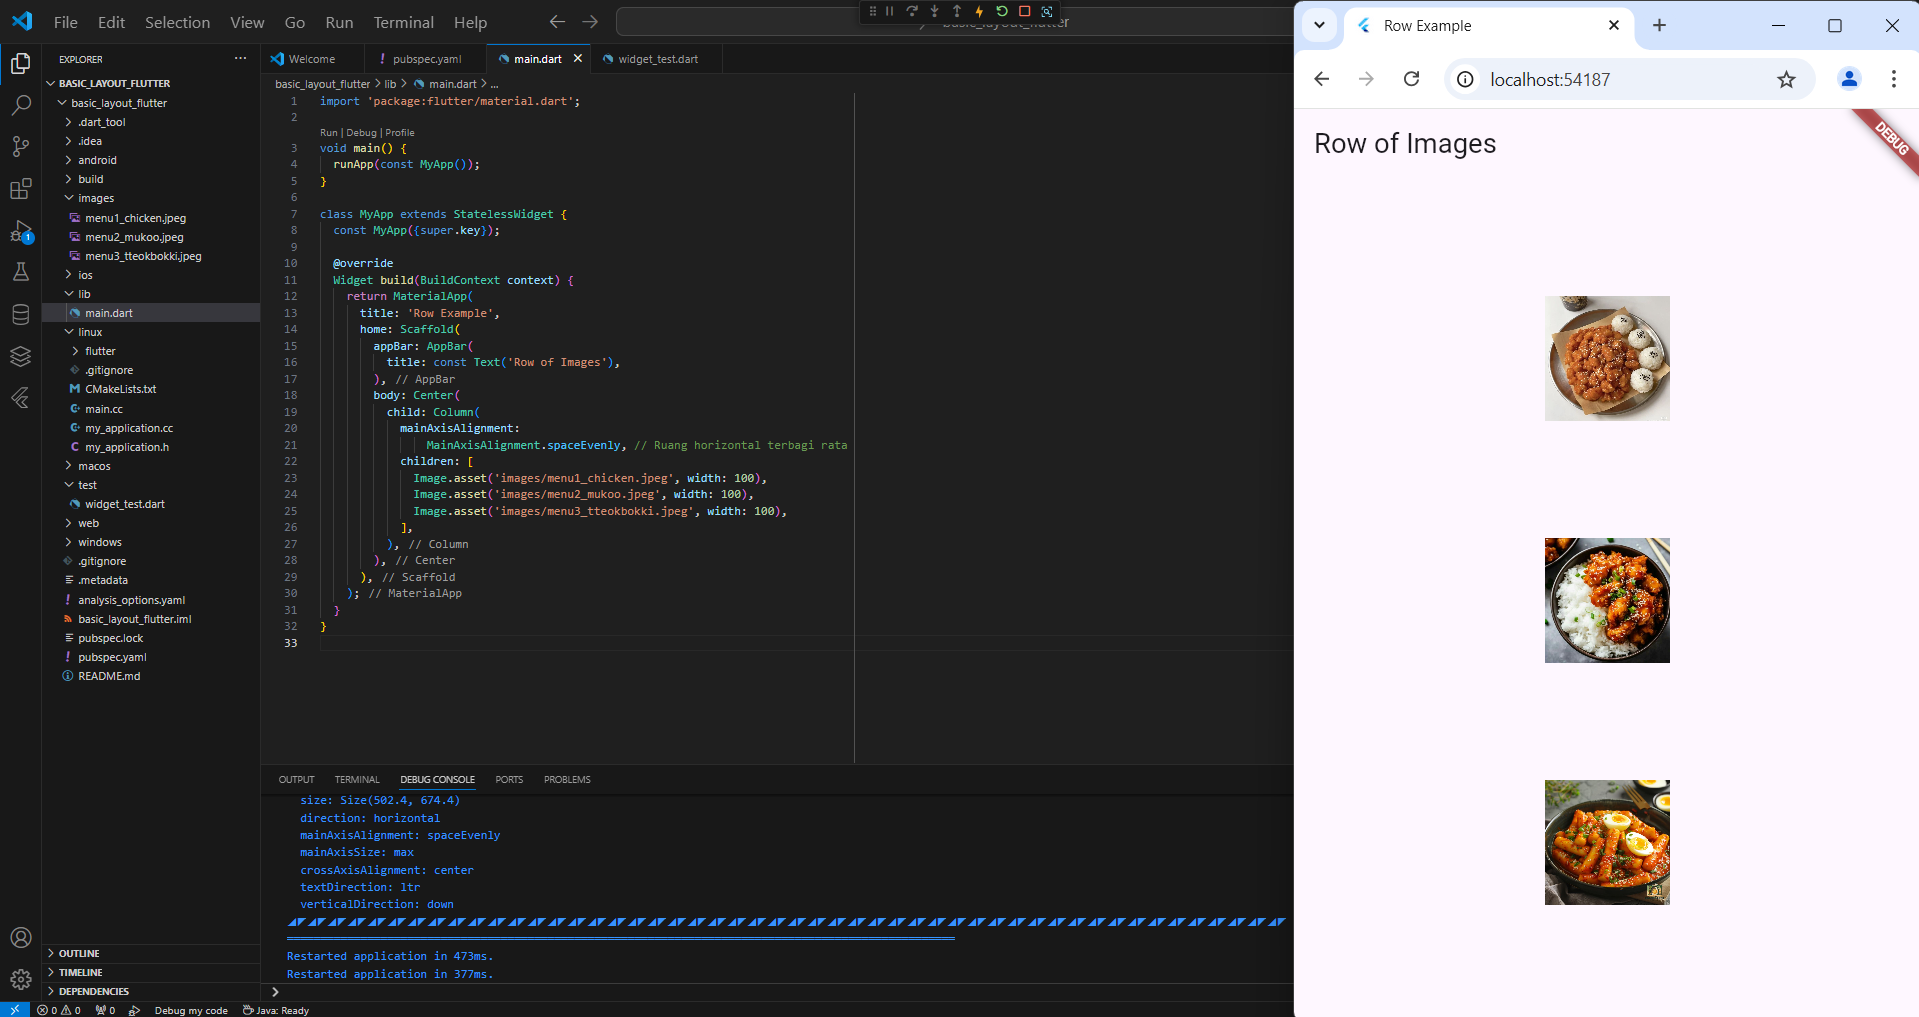 File Edit Selection View Go Run Terminal Help
basic_layout_flutter
Row Example
localhost:54187
EXPLORER
Welcome
pubspec.yaml
main.dart
widget_test.dart
BASIC_LAYOUT_FLUTTER
basic_layout_flutter
.dart_tool
.idea
android
build
images
menu1_chicken.jpeg
menu2_mukoo.jpeg
menu3_tteokbokki.jpeg
ios
lib
main.dart
linux
flutter
.gitignore
CMakeLists.txt
main.cc
my_application.cc
my_application.h
macos
test
widget_test.dart
web
windows
.gitignore
.metadata
analysis_options.yaml
basic_layout_flutter.iml
pubspec.lock
pubspec.yaml
README.md
OUTLINE
TIMELINE
DEPENDENCIES
basic_layout_flutter > lib > main.dart > ...
1 import 'package:flutter/material.dart';
2
Run | Debug | Profile
3 void main() {
4 runApp(const MyApp());
5 }
6
7 class MyApp extends StatelessWidget {
8 const MyApp({super.key});
9
10 @override
11 Widget build(BuildContext context) {
12 return MaterialApp(
13 title: 'Row Example',
14 home: Scaffold(
15 appBar: AppBar(
16 title: const Text('Row of Images'),
17 ), // AppBar
18 body: Center(
19 child: Column(
20 mainAxisAlignment:
21 MainAxisAlignment.spaceEvenly, // Ruang horizontal terbagi rata
22 children: [
23 Image.asset('images/menu1_chicken.jpeg', width: 100),
24 Image.asset('images/menu2_mukoo.jpeg', width: 100),
25 Image.asset('images/menu3_tteokbokki.jpeg', width: 100),
26 ],
27 ), // Column
28 ), // Center
29 ), // Scaffold
30 ); // MaterialApp
31 }
32 }
33
OUTPUT TERMINAL DEBUG CONSOLE PORTS PROBLEMS
size: Size(502.4, 674.4)
direction: horizontal
mainAxisAlignment: spaceEvenly
mainAxisSize: max
crossAxisAlignment: center
textDirection: ltr
verticalDirection: down
Restarted application in 473ms.
Restarted application in 377ms.
0 0 0 Debug my code Java: Ready
1
Row of Images
DEBUG